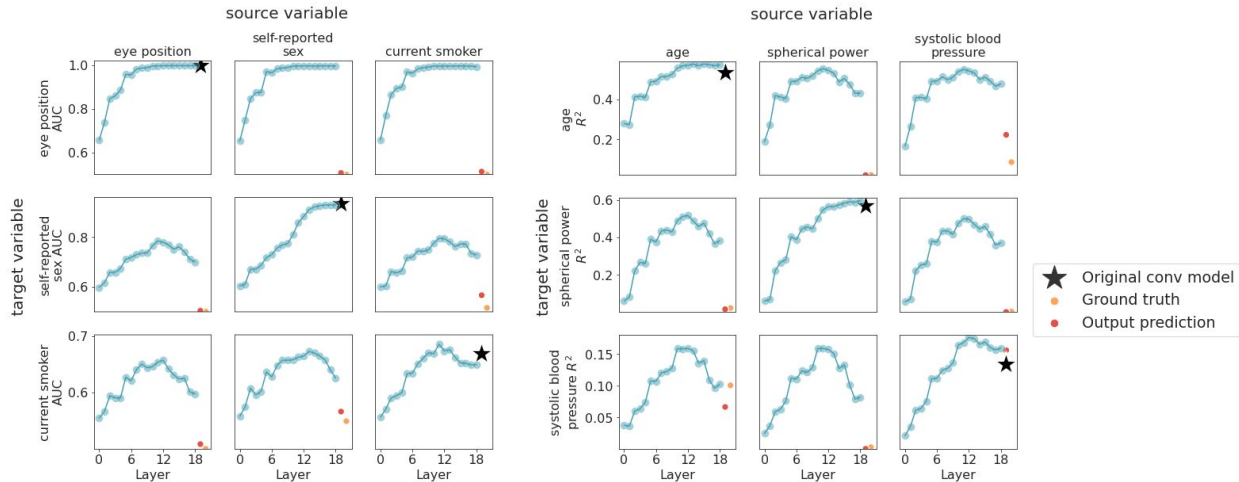 source variable
eye position
self-reported
sex
current smoker
target variable
eye position
AUC
1.0
0.8
0.6
self-reported
sex AUC
0.8
0.6
current smoker
AUC
0.7
0.6
0 6 12 18
Layer
0 6 12 18
Layer
0 6 12 18
Layer
source variable
age
spherical power
systolic blood
pressure
target variable
age
R²
0.4
0.2
spherical power
R²
0.6
0.4
0.2
systolic blood
pressure R²
0.15
0.10
0.05
0 6 12 18
Layer
0 6 12 18
Layer
0 6 12 18
Layer
Original conv model
Ground truth
Output prediction